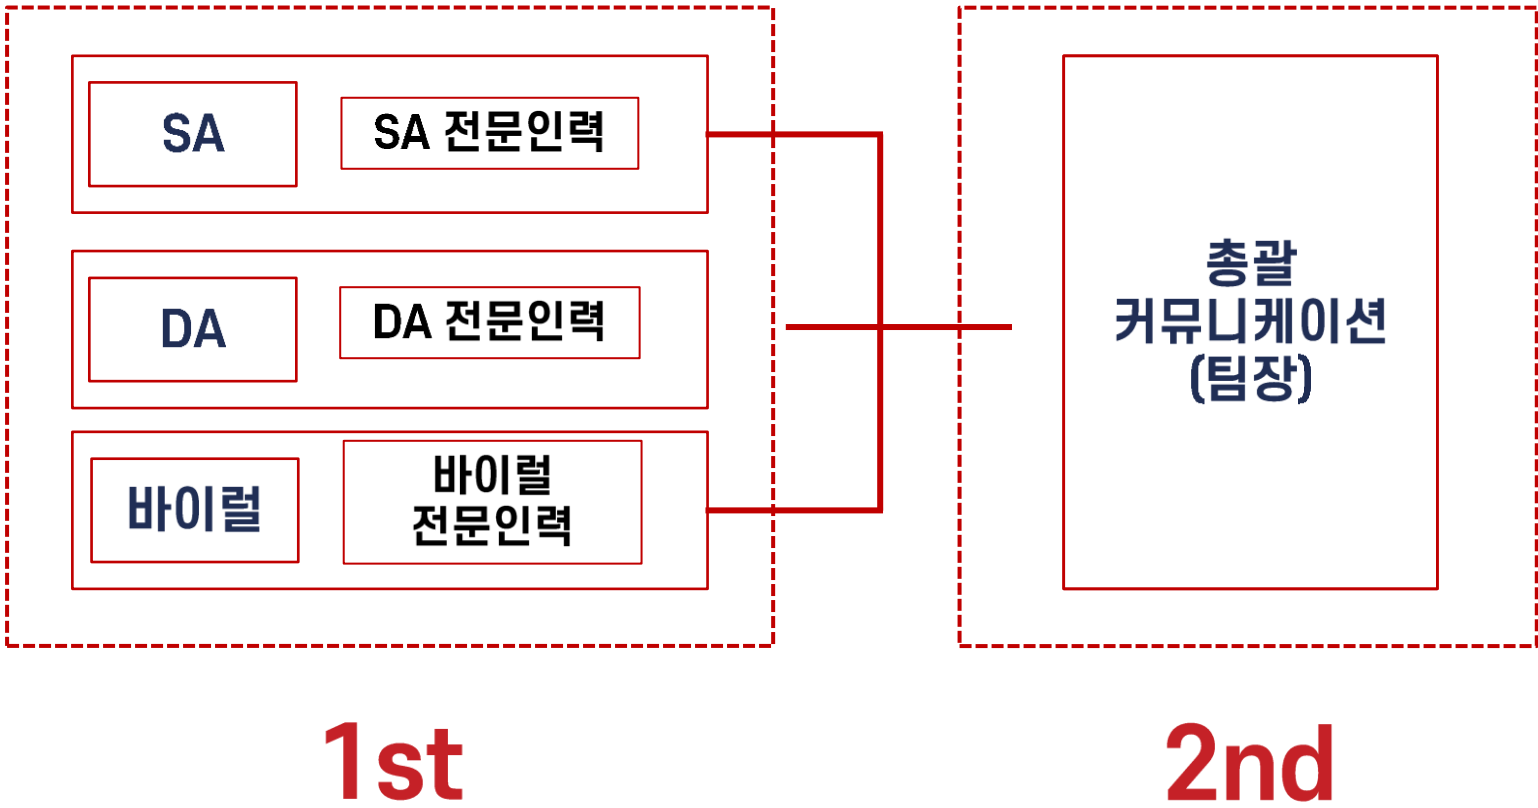 SA
SA 전문인력
DA
DA 전문인력
바이럴
바이럴
전문인력
총괄
커뮤니케이션
(팀장)
1st
2nd